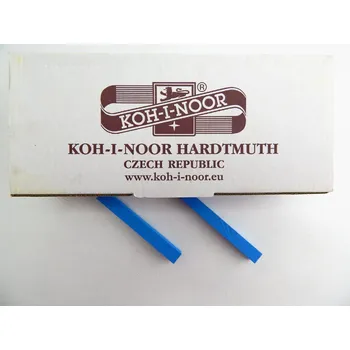 ®
KOH-I-NOOR
KOH-I-NOOR HARDTMUTH
CZECH REPUBLIC
www.koh-i-noor.eu